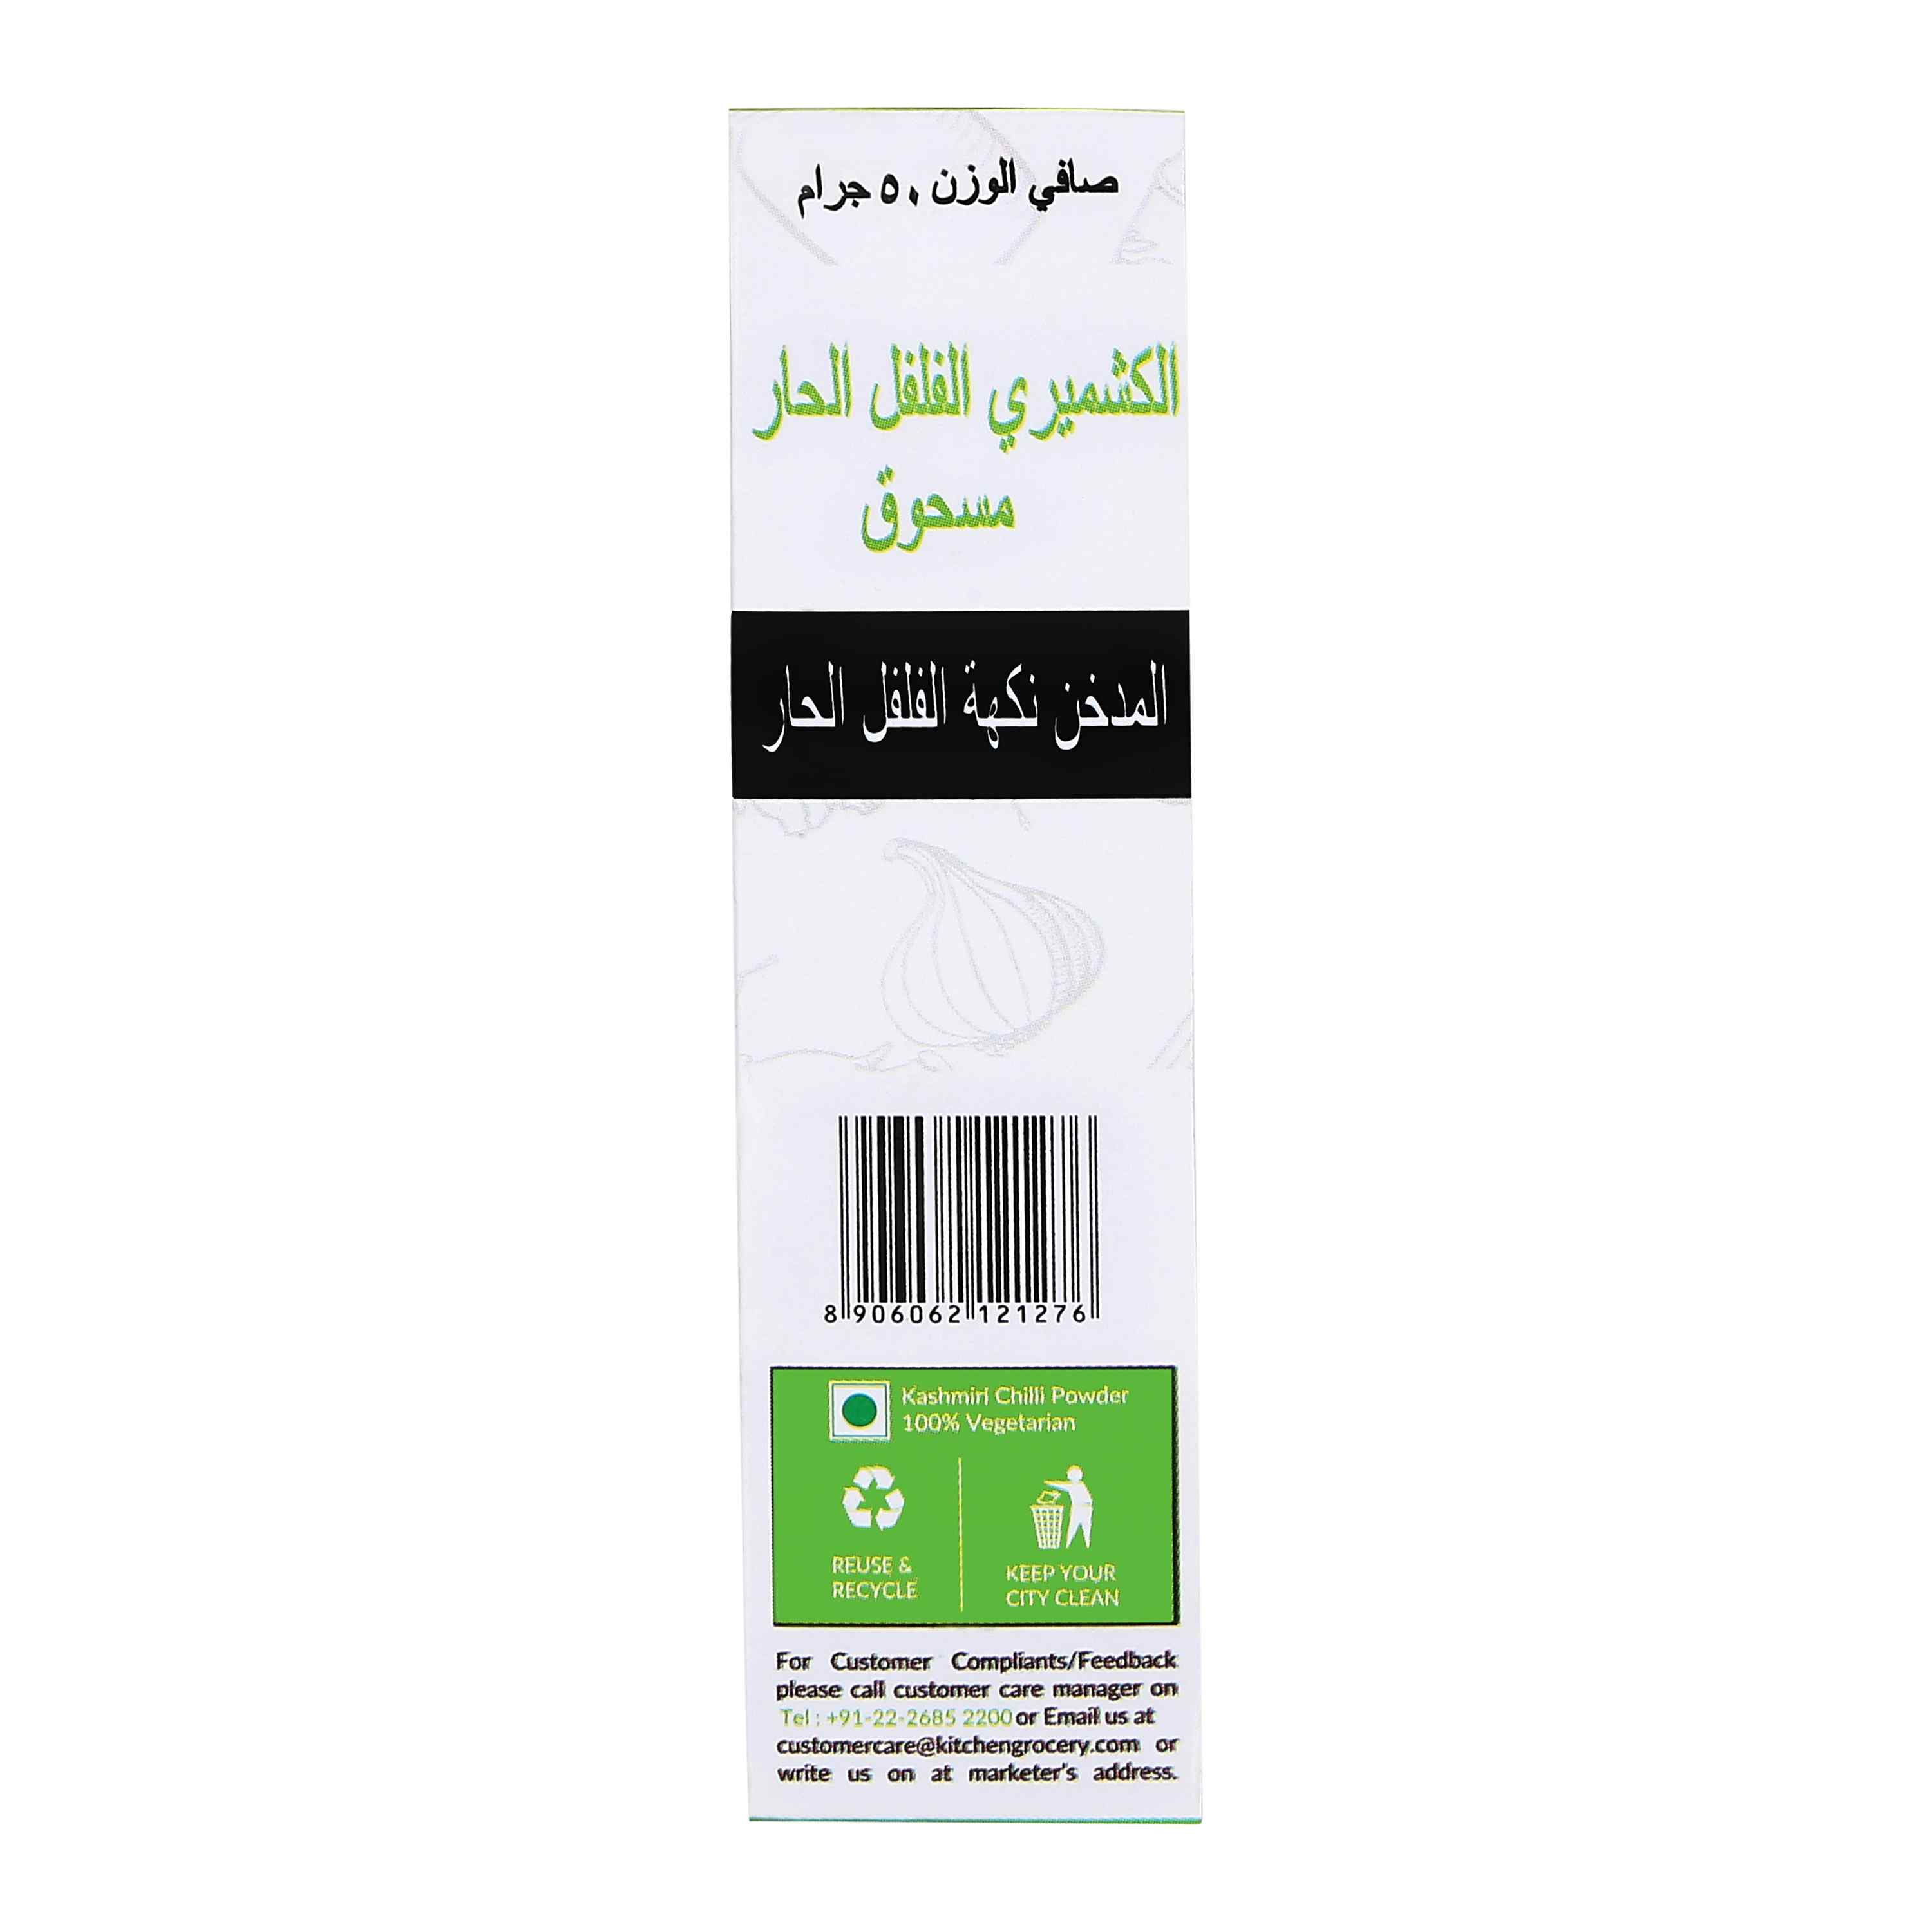 صافي الوزن ٥٠ جرام
الكشميري الفلفل الحار
مسحوق
المدخن نكهة الفلفل الحار
8 906062 121276
Kashmiri Chilli Powder
100% Vegetarian
REUSE &
RECYCLE
KEEP YOUR
CITY CLEAN
For Customer Compliants/Feedback
please call customer care manager on
Tel : +91-22-2685 2200 or Email us at
customercare@kitchengrocery.com or
write us on at marketer's address.